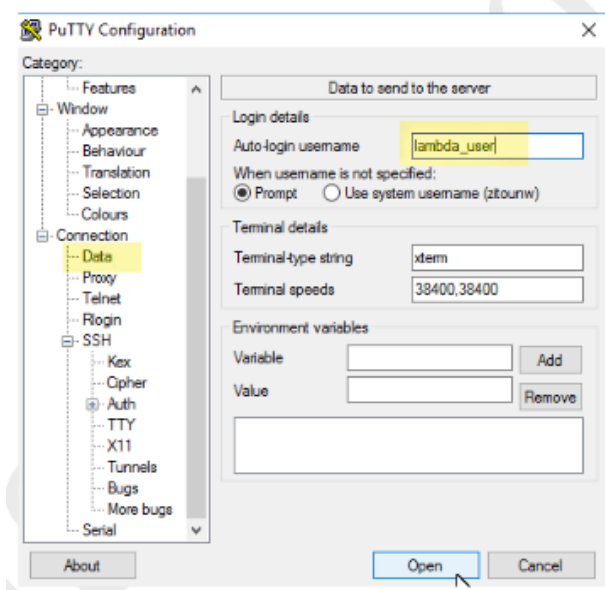 PuTTY Configuration
Category:
Features
Window
Appearance
Behaviour
Translation
Selection
Colours
Connection
Data
Proxy
Telnet
Rlogin
SSH
Kex
Cipher
Auth
TTY
X11
Tunnels
Bugs
More bugs
Serial
Data to send to the server
Login details
Auto-login username lambda_user
When username is not specified:
Prompt Use system username (zitounw)
Terminal details
Terminal-type string xterm
Terminal speeds 38400,38400
Environment variables
Variable Add
Value Remove
About Open Cancel